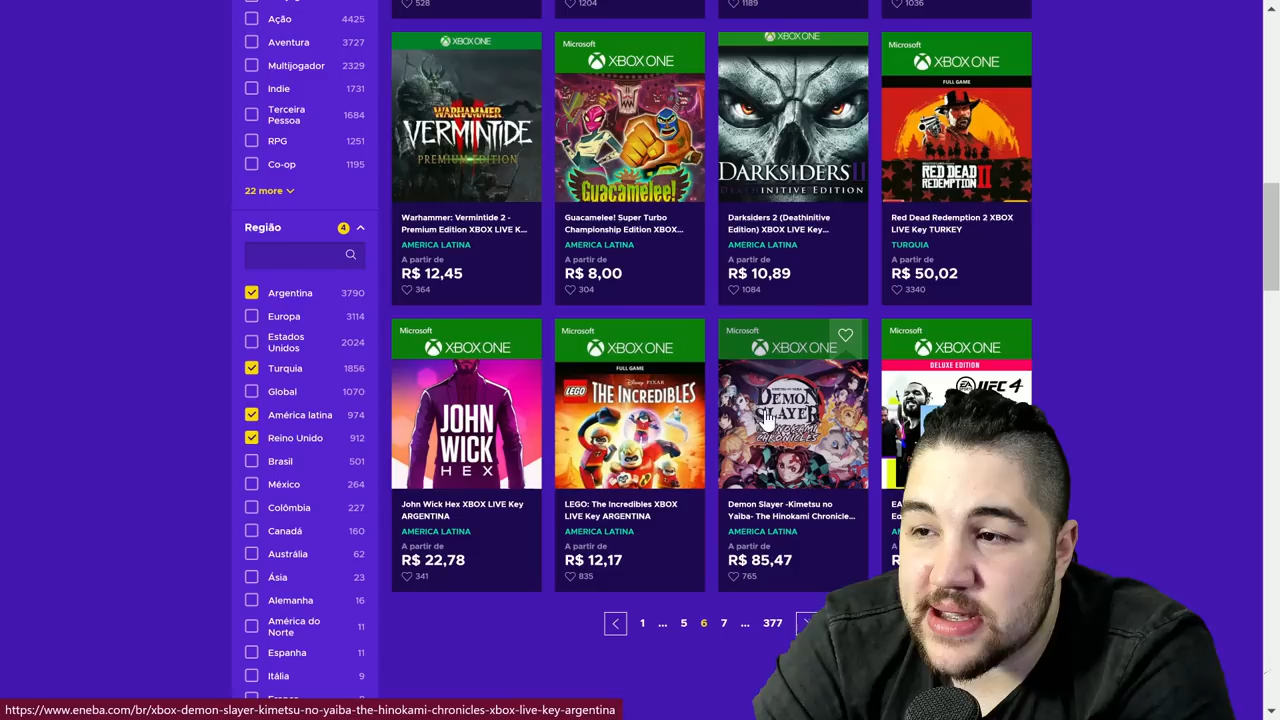 528
1204
1189
1036
Ação 4425
Aventura 3727
Multijogador 2329
Indie 1731
Terceira
Pessoa 1684
RPG 1251
Co-op 1195
22 more
Região 4
Argentina 3790
Europa 3114
Estados
Unidos 2024
Turquia 1856
Global 1070
América latina 974
Reino Unido 912
Brasil 501
México 264
Colômbia 227
Canadá 160
Austrália 62
Ásia 23
Alemanha 16
América do
Norte 11
Espanha 11
Itália 9
XBOX ONE
WARHAMMER
VERMINTIDE
PREMIUM EDITION
Warhammer: Vermintide 2 -
Premium Edition XBOX LIVE K...
AMERICA LATINA
A partir de
R$ 12,45
364
Microsoft
XBOX ONE
Guacamelee!
Guacamelee! Super Turbo
Championship Edition XBOX...
AMERICA LATINA
A partir de
R$ 8,00
304
XBOX ONE
DARKSIDERS II
DEATHINITIVE EDITION
Darksiders 2 (Deathinitive
Edition) XBOX LIVE Key...
AMERICA LATINA
A partir de
R$ 10,89
1084
Microsoft
XBOX ONE
FULL GAME
RED DEAD
REDEMPTION II
Red Dead Redemption 2 XBOX
LIVE Key TURKEY
TURQUIA
A partir de
R$ 50,02
3340
Microsoft
XBOX ONE
JOHN
WICK
HEX
John Wick Hex XBOX LIVE Key
ARGENTINA
AMERICA LATINA
A partir de
R$ 22,78
341
Microsoft
XBOX ONE
FULL GAME
Disney PIXAR
LEGO THE INCREDIBLES
LEGO: The Incredibles XBOX
LIVE Key ARGENTINA
AMERICA LATINA
A partir de
R$ 12,17
835
Microsoft
XBOX ONE
DEMON
SLAYER
HINOKAMI
CHRONICLES
Demon Slayer -Kimetsu no
Yaiba- The Hinokami Chronicle...
AMERICA LATINA
A partir de
R$ 85,47
765
Microsoft
XBOX ONE
DELUXE EDITION
UFC 4
AMERI
A par
1 ... 5 6 7 ... 377
https://www.eneba.com/br/xbox-demon-slayer-kimetsu-no-yaiba-the-hinokami-chronicles-xbox-live-key-argentina